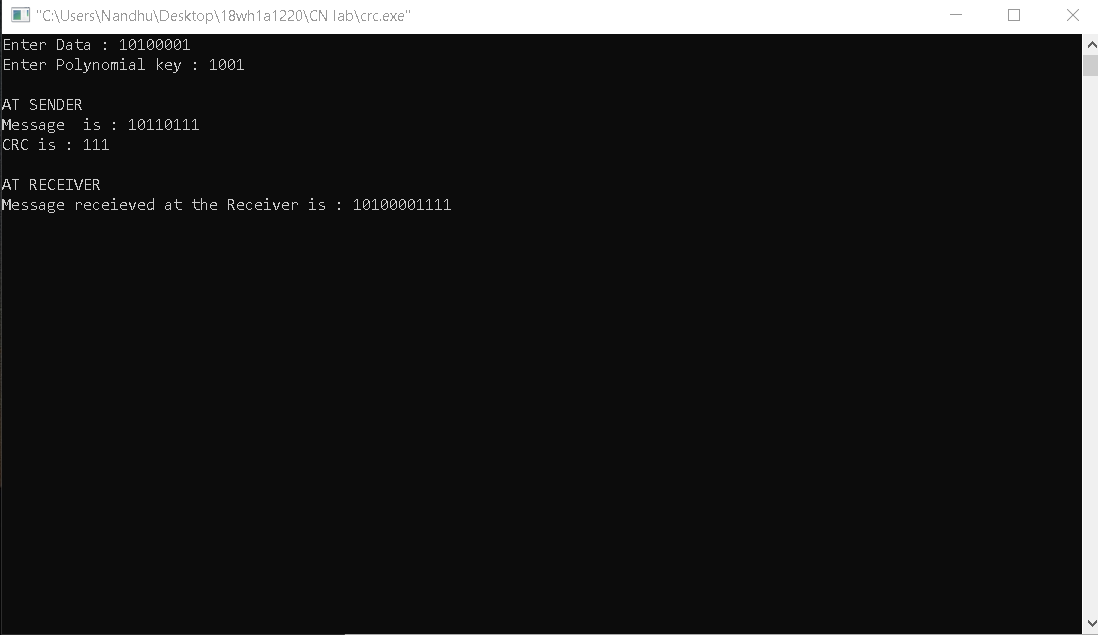 "C:\Users\Nandhu\Desktop\18wh1a1220\CN lab\crc.exe"
Enter Data : 10100001
Enter Polynomial key : 1001
AT SENDER
Message  is : 10110111
CRC is : 111
AT RECEIVER
Message receieved at the Receiver is : 10100001111